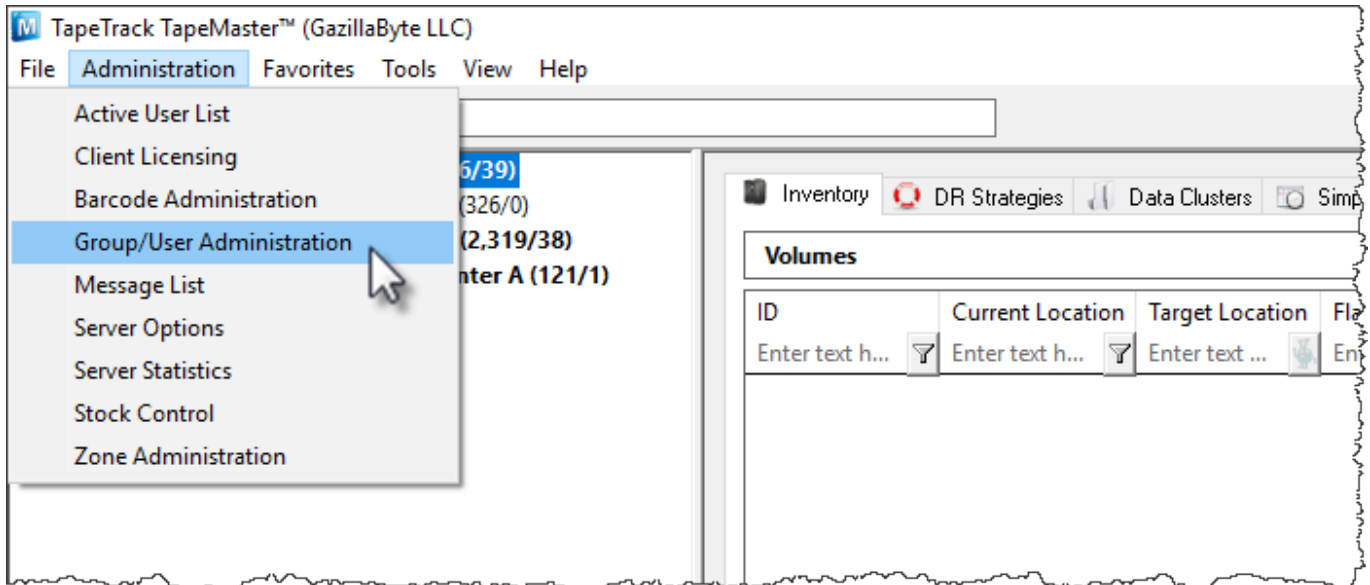 TapeTrack TapeMaster™ (GazillaByte LLC)
File Administration Favorites Tools View Help
Active User List
Client Licensing
Barcode Administration
Group/User Administration
Message List
Server Options
Server Statistics
Stock Control
Zone Administration
6/39)
(326/0)
(2,319/38)
nter A (121/1)
Inventory DR Strategies Data Clusters Simp
Volumes
ID Current Location Target Location Fla
Enter text h... Enter text h... Enter text ... En